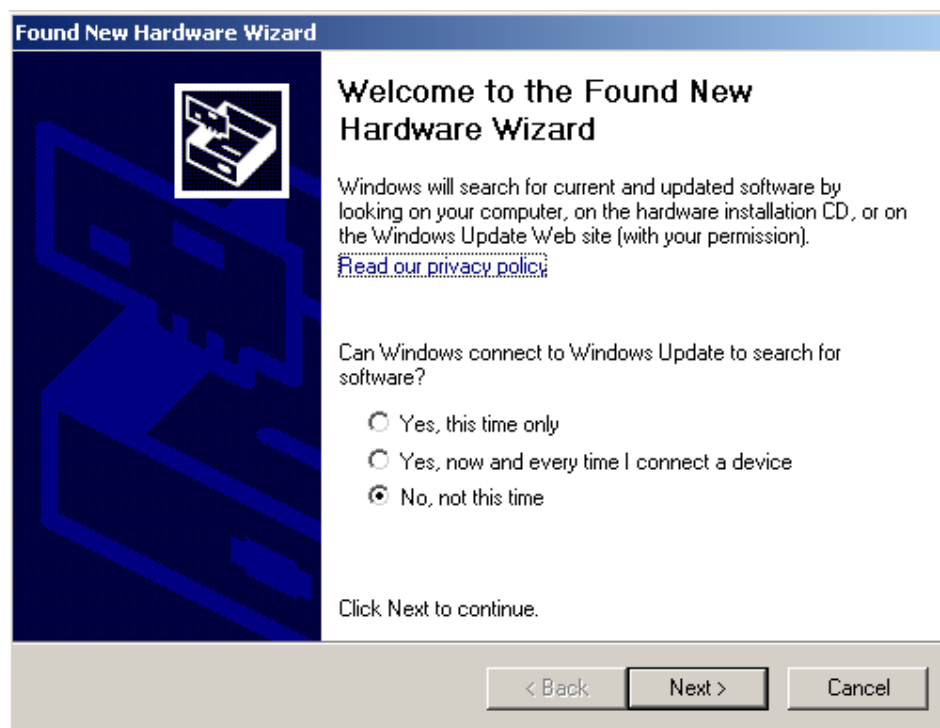 Found New Hardware Wizard
Welcome to the Found New
Hardware Wizard
Windows will search for current and updated software by
looking on your computer, on the hardware installation CD, or on
the Windows Update Web site (with your permission).
Read our privacy policy
Can Windows connect to Windows Update to search for
software?
Yes, this time only
Yes, now and every time I connect a device
No, not this time
Click Next to continue.
< Back
Next >
Cancel